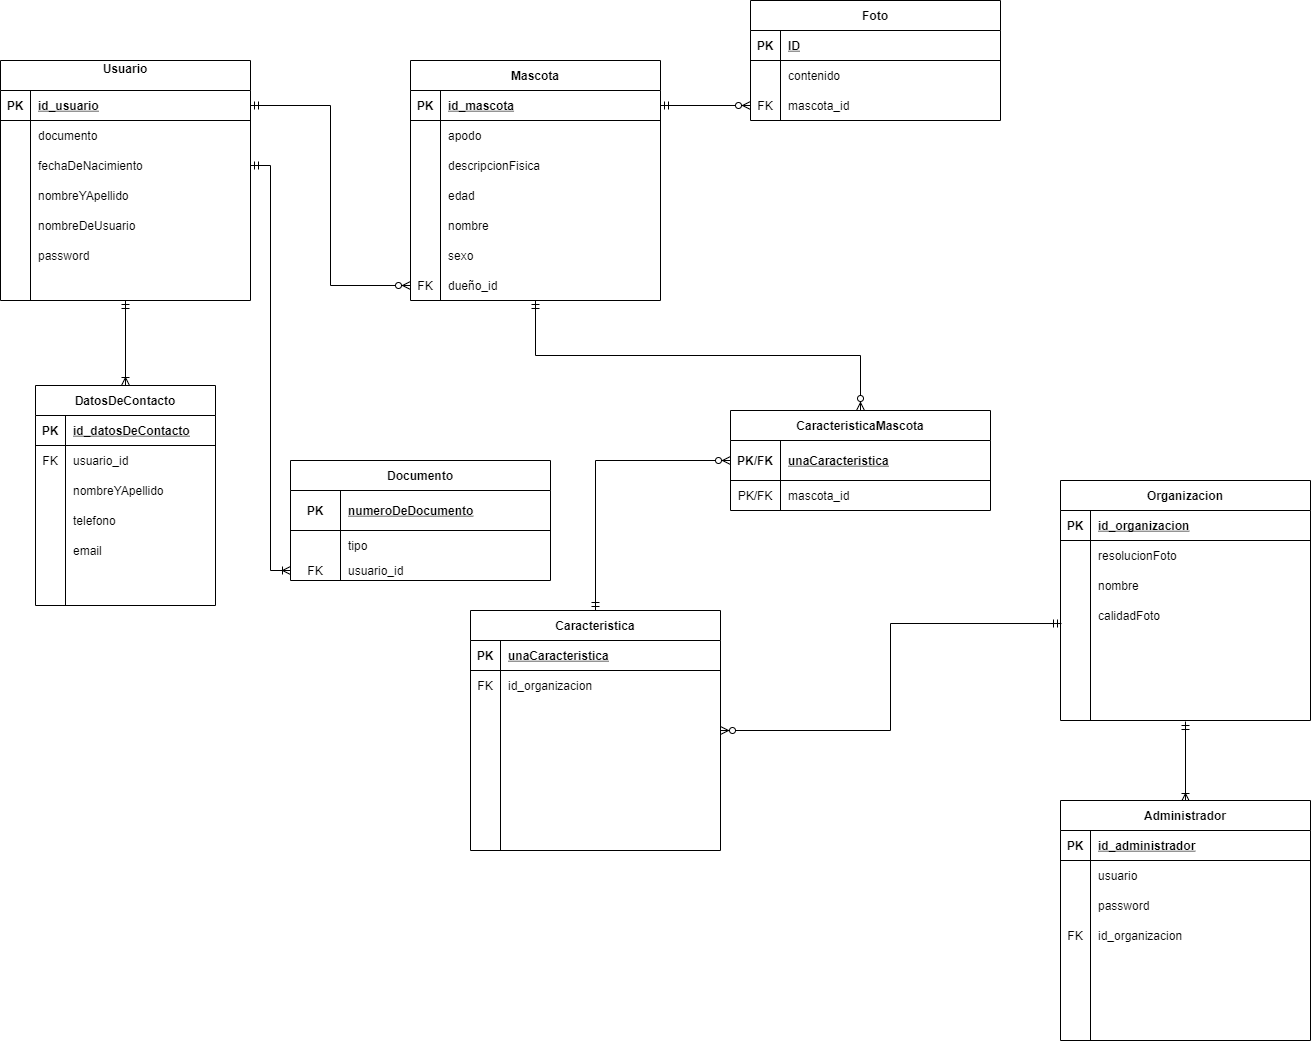 Foto
PK ID
contenido
FK mascota_id
Usuario
PK id_usuario
documento
fechaDeNacimiento
nombreYApellido
nombreDeUsuario
password
Mascota
PK id_mascota
apodo
descripcionFisica
edad
nombre
sexo
FK dueño_id
DatosDeContacto
PK id_datosDeContacto
FK usuario_id
nombreYApellido
telefono
email
Documento
PK numeroDeDocumento
tipo
FK usuario_id
CaracteristicaMascota
PK/FK unaCaracteristica
PK/FK mascota_id
Caracteristica
PK unaCaracteristica
FK id_organizacion
Organizacion
PK id_organizacion
resolucionFoto
nombre
calidadFoto
Administrador
PK id_administrador
usuario
password
FK id_organizacion